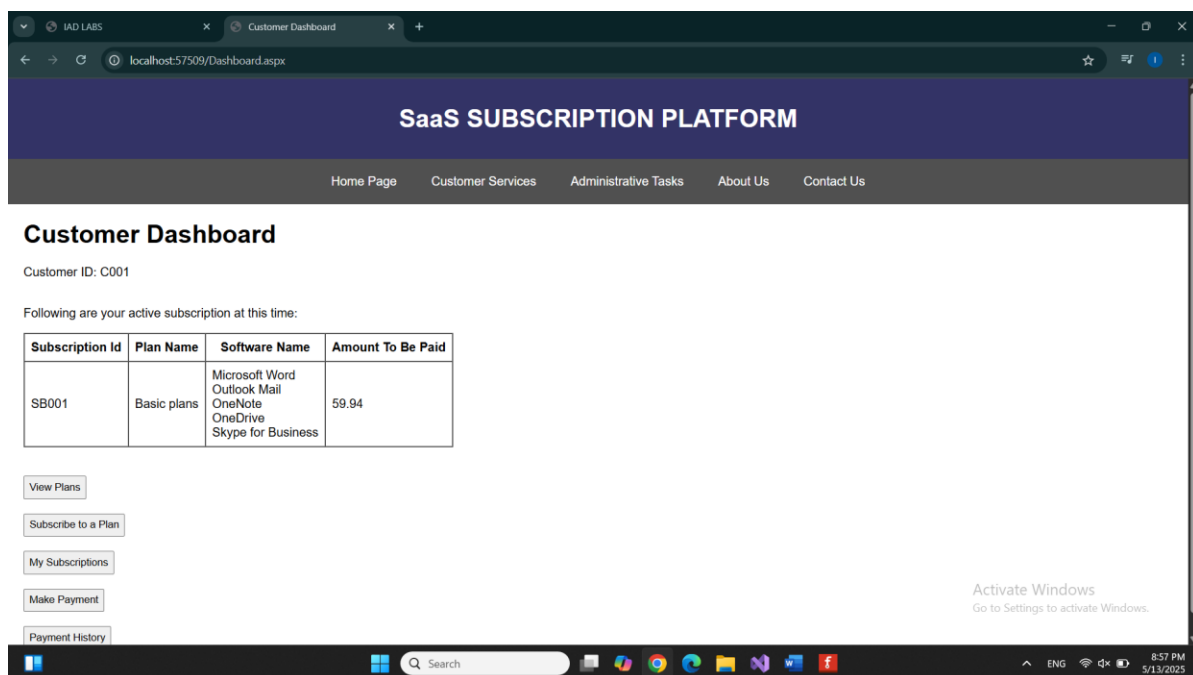 IAD LABS
Customer Dashboard
localhost:57509/Dashboard.aspx
SaaS SUBSCRIPTION PLATFORM
Home Page Customer Services Administrative Tasks About Us Contact Us
Customer Dashboard
Customer ID: C001
Following are your active subscription at this time:
Subscription Id Plan Name Software Name Amount To Be Paid
SB001 Basic plans Microsoft Word
Outlook Mail
OneNote
OneDrive
Skype for Business
59.94
View Plans
Subscribe to a Plan
My Subscriptions
Make Payment
Payment History
Activate Windows
Go to Settings to activate Windows.
Search
ENG
8:57 PM
5/13/2025